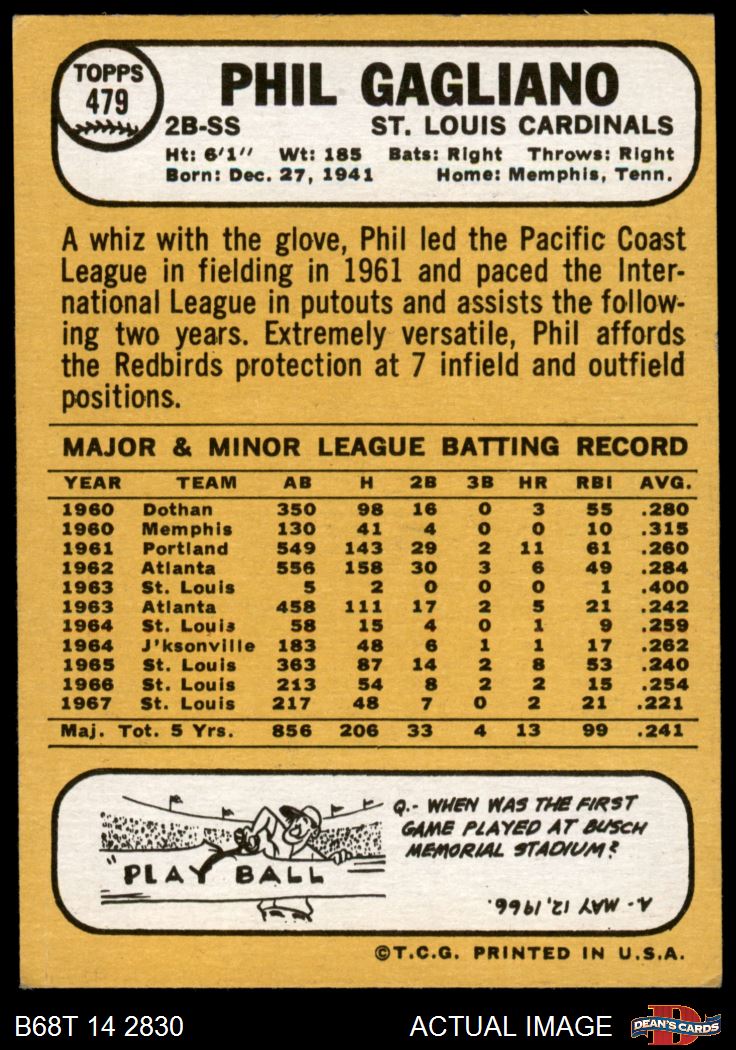 TOPPS
479
PHIL GAGLIANO
2B-SS ST. LOUIS CARDINALS
Ht: 6'1" Wt: 185 Bats: Right Throws: Right
Born: Dec. 27, 1941 Home: Memphis, Tenn.
A whiz with the glove, Phil led the Pacific Coast
League in fielding in 1961 and paced the Inter-
national League in putouts and assists the follow-
ing two years. Extremely versatile, Phil affords
the Redbirds protection at 7 infield and outfield
positions.
MAJOR & MINOR LEAGUE BATTING RECORD
YEAR TEAM AB H 2B 3B HR RBI AVG.
1960 Dothan 350 98 16 0 3 55 .280
1960 Memphis 130 41 4 0 0 10 .315
1961 Portland 549 143 29 2 11 61 .260
1962 Atlanta 556 158 30 3 6 49 .284
1963 St. Louis 5 2 0 0 0 1 .400
1963 Atlanta 458 111 17 2 5 21 .242
1964 St. Louis 58 15 4 0 1 9 .259
1964 J'ksonville 183 48 6 1 1 17 .262
1965 St. Louis 363 87 14 2 8 53 .240
1966 St. Louis 213 54 8 2 2 15 .254
1967 St. Louis 217 48 7 0 2 21 .221
Maj. Tot. 5 Yrs. 856 206 33 4 13 99 .241
"PLAY BALL
Q.- WHEN WAS THE FIRST
GAME PLAYED AT BUSCH
MEMORIAL STADIUM?
A.- MAY 12, 1966.
©T.C.G. PRINTED IN U.S.A.
B68T 14 2830 ACTUAL IMAGE
DEAN'S CARDS